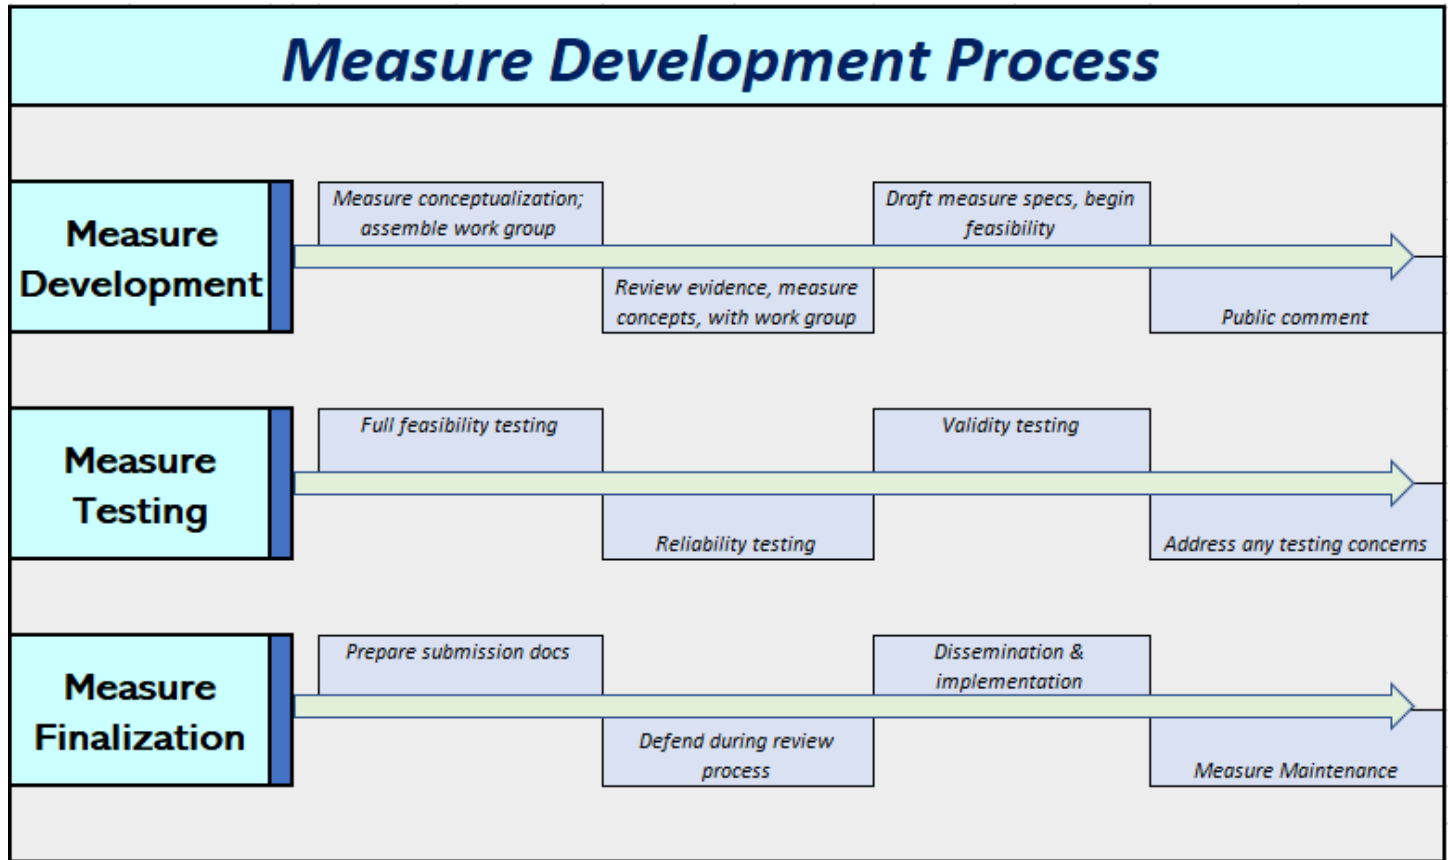 Measure Development Process
Measure
Development
Measure conceptualization;
assemble work group
Review evidence, measure
concepts, with work group
Draft measure specs, begin
feasibility
Public comment
Measure
Testing
Full feasibility testing
Reliability testing
Validity testing
Address any testing concerns
Measure
Finalization
Prepare submission docs
Defend during review
process
Dissemination &
implementation
Measure Maintenance